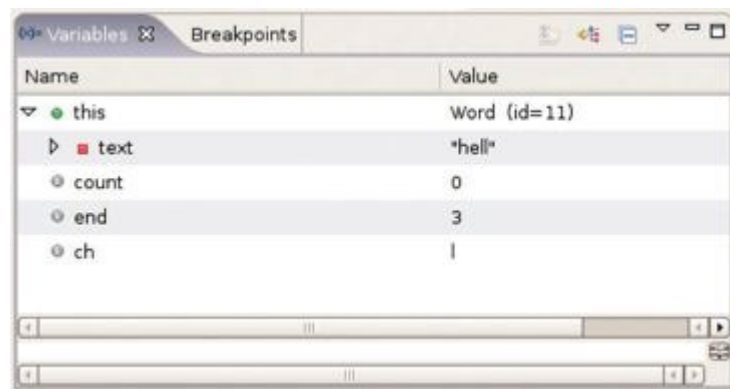 Variables Breakpoints
Name Value
this Word (id=11)
text "hell"
count 0
end 3
ch l